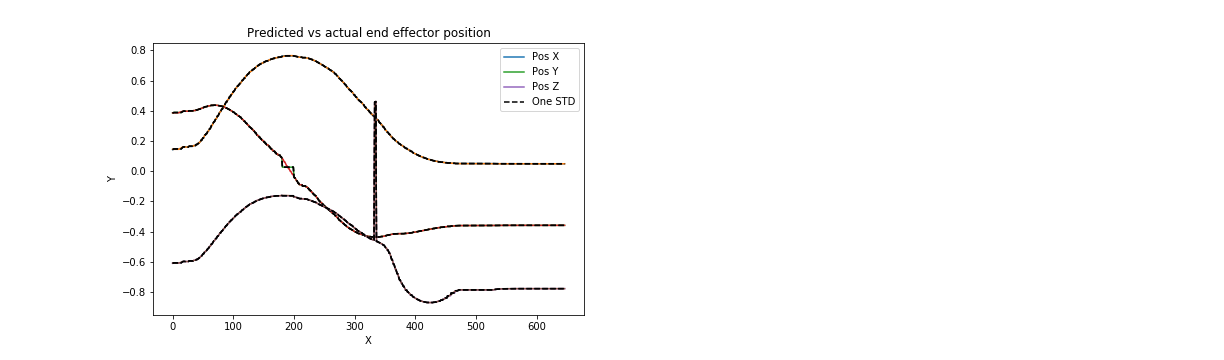 Predicted vs actual end effector position
Pos X
Pos Y
Pos Z
One STD
0.8
0.6
0.4
0.2
0.0
−0.2
−0.4
−0.6
−0.8
Y
0 100 200 300 400 500 600
X